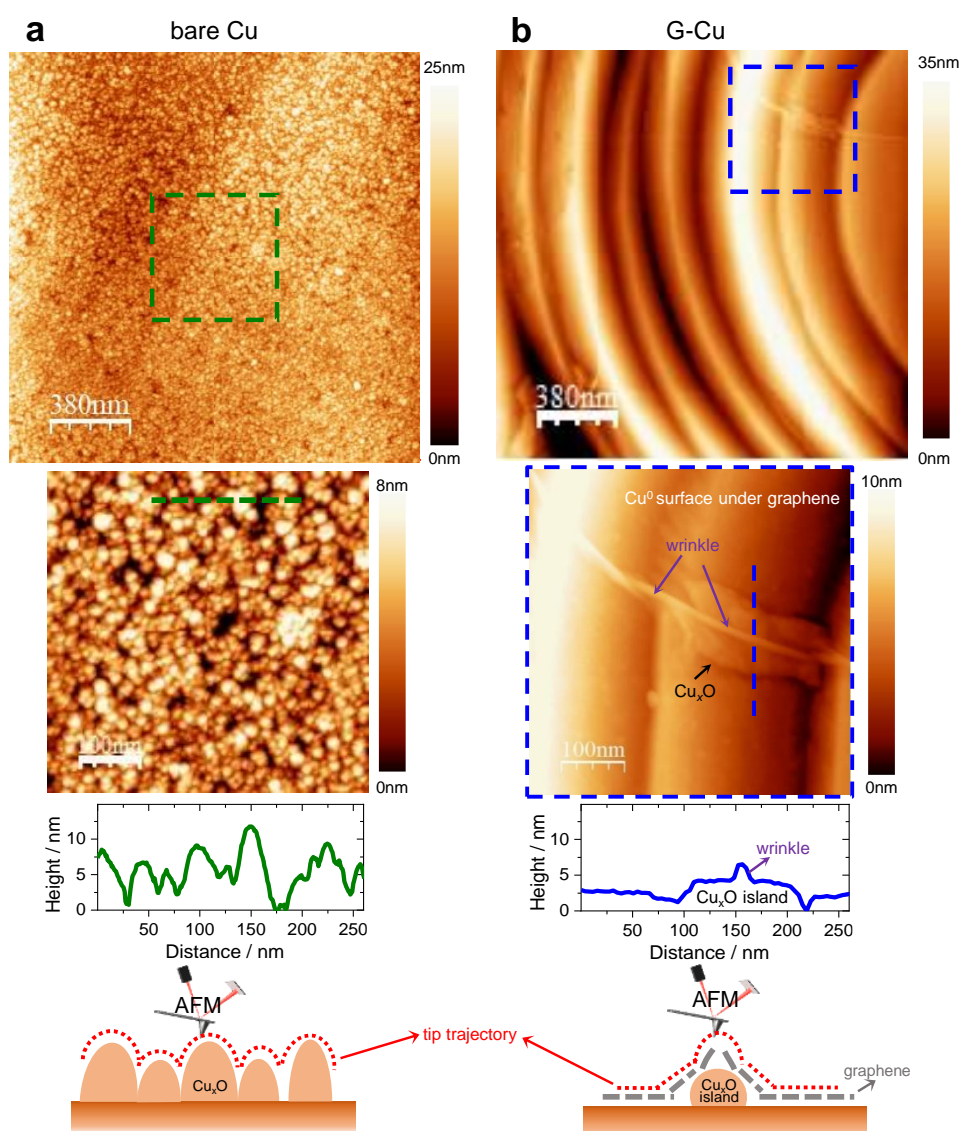 a
bare Cu
25nm
380nm
0nm
8nm
100nm
0nm
Height / nm
10
5
0
50
100
150
200
250
Distance / nm
AFM
CuxO
tip trajectory
b
G-Cu
35nm
380nm
0nm
Cu⁰ surface under graphene
10nm
wrinkle
CuxO
100nm
0nm
Height / nm
10
5
0
wrinkle
CuxO island
50
100
150
200
250
Distance / nm
AFM
CuxO
island
graphene